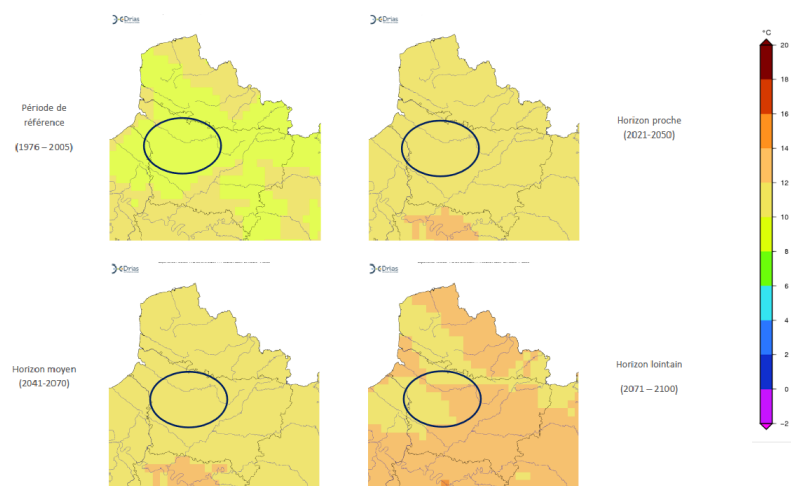 Drias
Drias
Période de
référence
(1976 – 2005)
Horizon proche
(2021-2050)
°C
20
18
16
14
12
10
8
6
4
2
0
-2
Drias
Drias
Horizon moyen
(2041-2070)
Horizon lointain
(2071 – 2100)